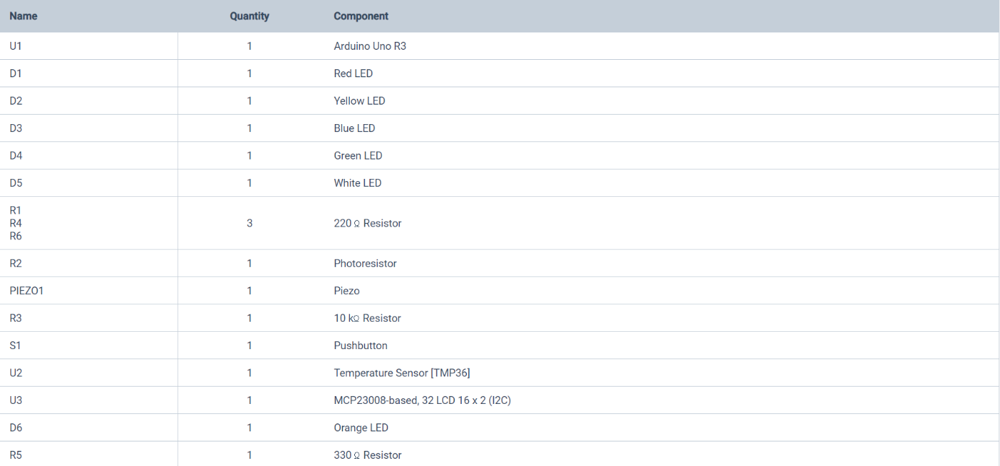 Name Quantity Component
U1 1 Arduino Uno R3
D1 1 Red LED
D2 1 Yellow LED
D3 1 Blue LED
D4 1 Green LED
D5 1 White LED
R1
R4 3 220 Ω Resistor
R6
R2 1 Photoresistor
PIEZO1 1 Piezo
R3 1 10 kΩ Resistor
S1 1 Pushbutton
U2 1 Temperature Sensor [TMP36]
U3 1 MCP23008-based, 32 LCD 16 x 2 (I2C)
D6 1 Orange LED
R5 1 330 Ω Resistor